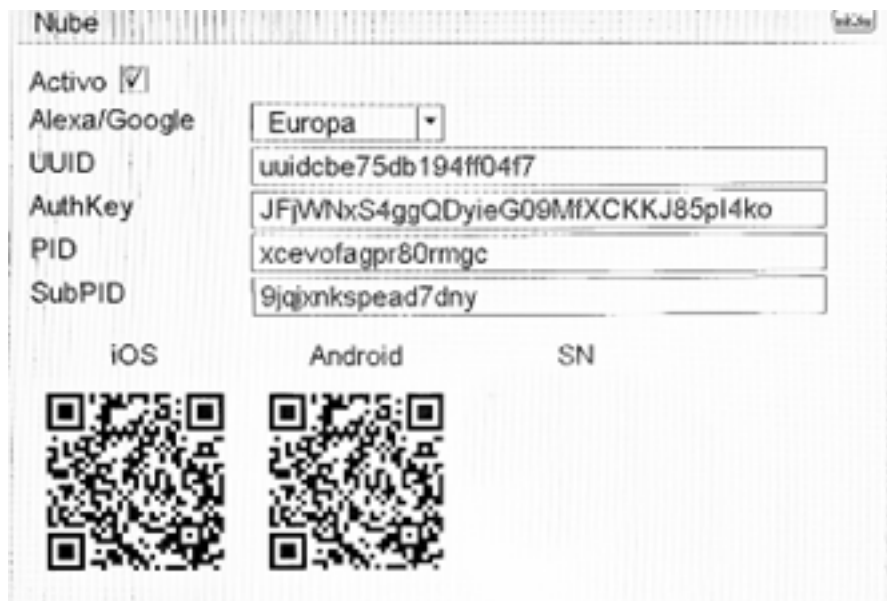 Nube
Activo
Alexa/Google Europa
UUID uuidcbe75db194ff04f7
AuthKey JFjWNxS4ggQDyieG09MfXCKKJ85pI4ko
PID xcevofagpr80rmgc
SubPID 9jqjxnkspead7dny
iOS Android SN